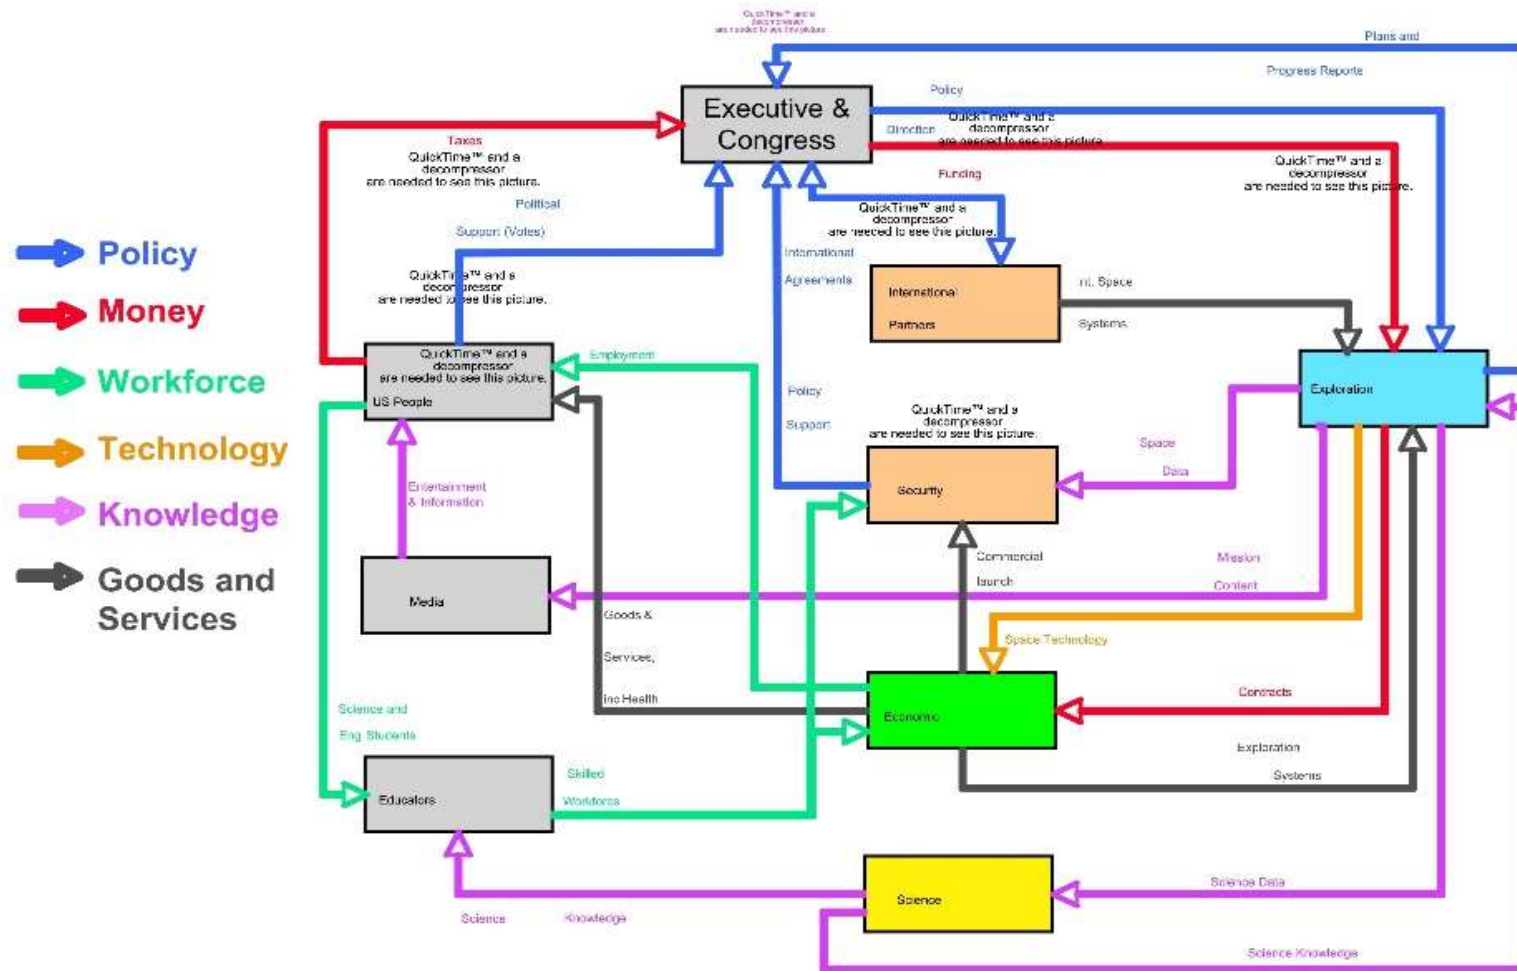 QuickTime™ and a
decompressor
are needed to see this picture.
Plans and
Progress Reports
Executive &
Congress
Policy
Direction
QuickTime™ and a
decompressor
are needed to see this picture.
Funding
QuickTime™ and a
decompressor
are needed to see this picture.
Taxes
QuickTime™ and a
decompressor
are needed to see this picture.
Political
Support (Votes)
QuickTime™ and a
decompressor
are needed to see this picture.
QuickTime™ and a
decompressor
are needed to see this picture.
International
Agreements
International
Partners
nt. Space
Systems
Policy
Money
Workforce
Technology
Knowledge
Goods and
Services
QuickTime™ and a
decompressor
are needed to see this picture.
US People
Employment
Exploration
Policy
Support
QuickTime™ and a
decompressor
are needed to see this picture.
Space
Data
Security
Entertainment
& Information
Commercial
launch
Mission
Content
Media
Goods &
Services,
inc Health
Space Technology
Contracts
Economic
Science and
Eng Students
Exploration
Systems
Skilled
Workforce
Educators
Science Data
Science
Science Knowledge
Science Knowledge